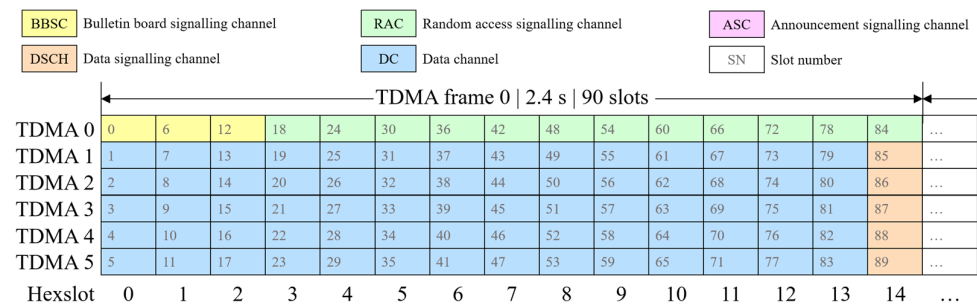 BBSC Bulletin board signalling channel RAC Random access signalling channel ASC Announcement signalling channel
DSCH Data signalling channel DC Data channel SN Slot number
TDMA frame 0 | 2.4 s | 90 slots
TDMA 0 0 6 12 18 24 30 36 42 48 54 60 66 72 78 84 ...
TDMA 1 1 7 13 19 25 31 37 43 49 55 61 67 73 79 85 ...
TDMA 2 2 8 14 20 26 32 38 44 50 56 62 68 74 80 86 ...
TDMA 3 3 9 15 21 27 33 39 45 51 57 63 69 75 81 87 ...
TDMA 4 4 10 16 22 28 34 40 46 52 58 64 70 76 82 88 ...
TDMA 5 5 11 17 23 29 35 41 47 53 59 65 71 77 83 89 ...
Hexslot 0 1 2 3 4 5 6 7 8 9 10 11 12 13 14 ...